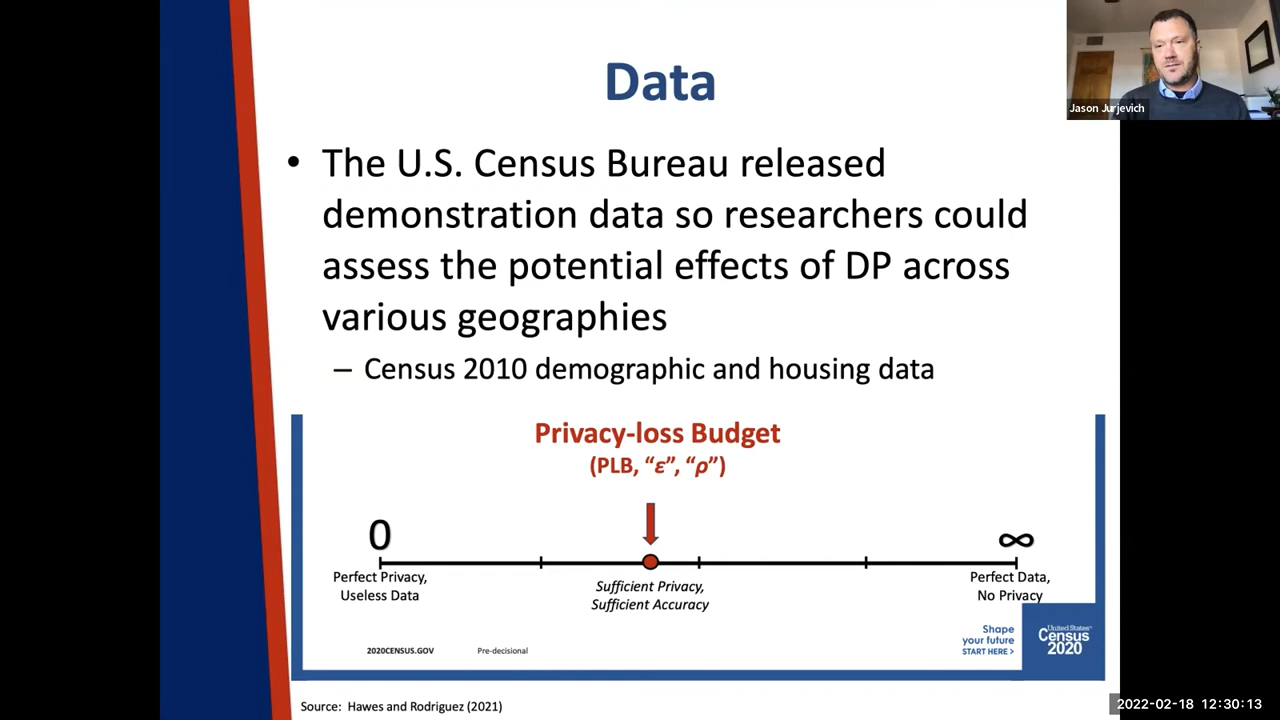 Data
• The U.S. Census Bureau released
demonstration data so researchers could
assess the potential effects of DP across
various geographies
– Census 2010 demographic and housing data
Privacy-loss Budget
(PLB, “ε”, “ρ”)
0
∞
Perfect Privacy,
Useless Data
Sufficient Privacy,
Sufficient Accuracy
Perfect Data,
No Privacy
2020CENSUS.GOV
Pre-decisional
Shape
your future
START HERE >
United States™
Census
2020
Source: Hawes and Rodriguez (2021)
Jason Jurjevich
2022-02-18 12:30:13